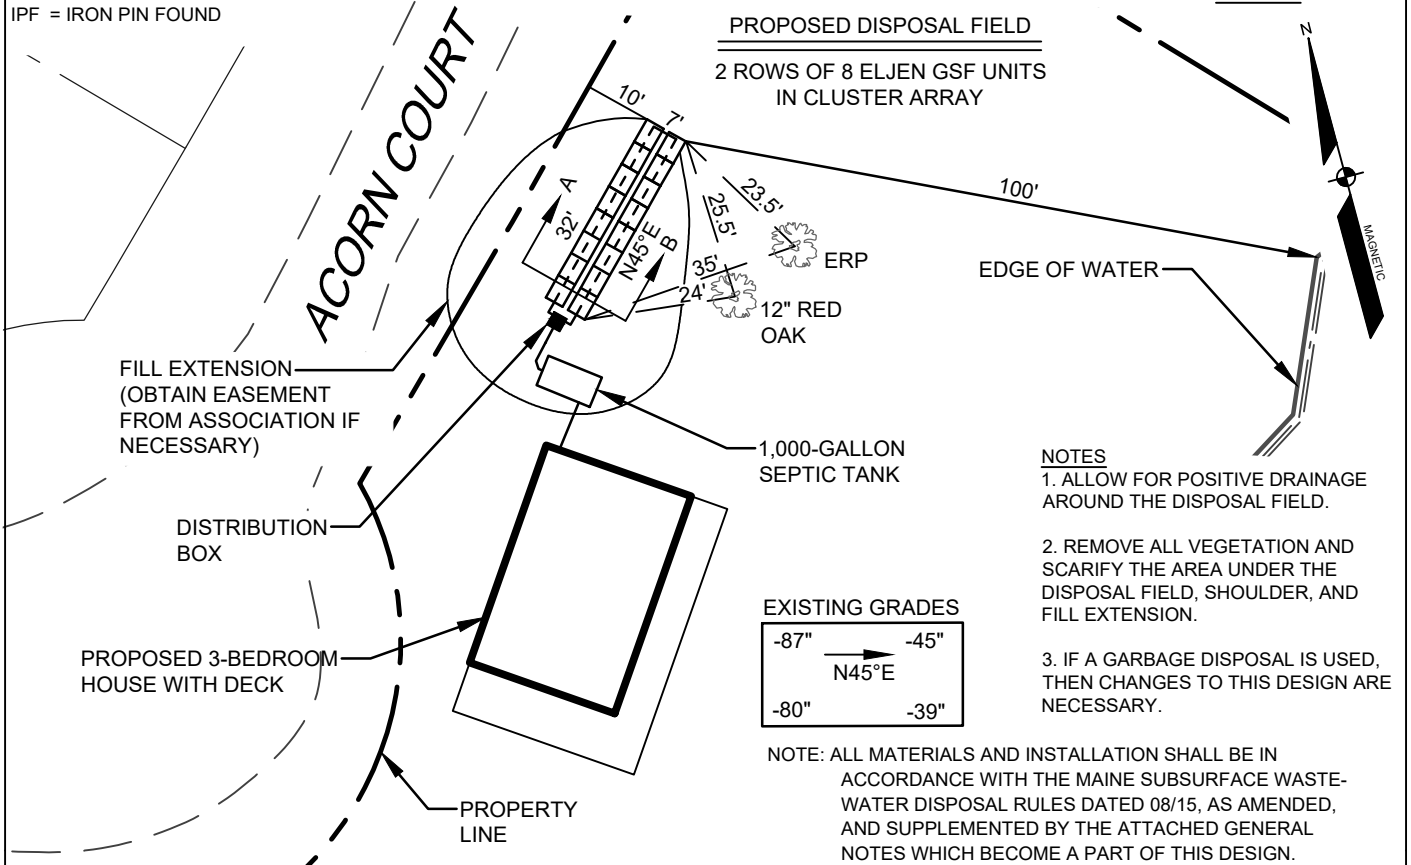 IPF = IRON PIN FOUND
PROPOSED DISPOSAL FIELD
2 ROWS OF 8 ELJEN GSF UNITS
IN CLUSTER ARRAY
N
MAGNETIC
ACORN COURT
10'
7'
100'
A
32'
N45°E
B
23.5'
25.5'
35'
24'
ERP
12" RED
OAK
EDGE OF WATER
FILL EXTENSION
(OBTAIN EASEMENT
FROM ASSOCIATION IF
NECESSARY)
1,000-GALLON
SEPTIC TANK
DISTRIBUTION
BOX
PROPOSED 3-BEDROOM
HOUSE WITH DECK
PROPERTY
LINE
EXISTING GRADES
-87" -45"
N45°E
-80" -39"
NOTES
1. ALLOW FOR POSITIVE DRAINAGE
AROUND THE DISPOSAL FIELD.
2. REMOVE ALL VEGETATION AND
SCARIFY THE AREA UNDER THE
DISPOSAL FIELD, SHOULDER, AND
FILL EXTENSION.
3. IF A GARBAGE DISPOSAL IS USED,
THEN CHANGES TO THIS DESIGN ARE
NECESSARY.
NOTE: ALL MATERIALS AND INSTALLATION SHALL BE IN
ACCORDANCE WITH THE MAINE SUBSURFACE WASTE-
WATER DISPOSAL RULES DATED 08/15, AS AMENDED,
AND SUPPLEMENTED BY THE ATTACHED GENERAL
NOTES WHICH BECOME A PART OF THIS DESIGN.